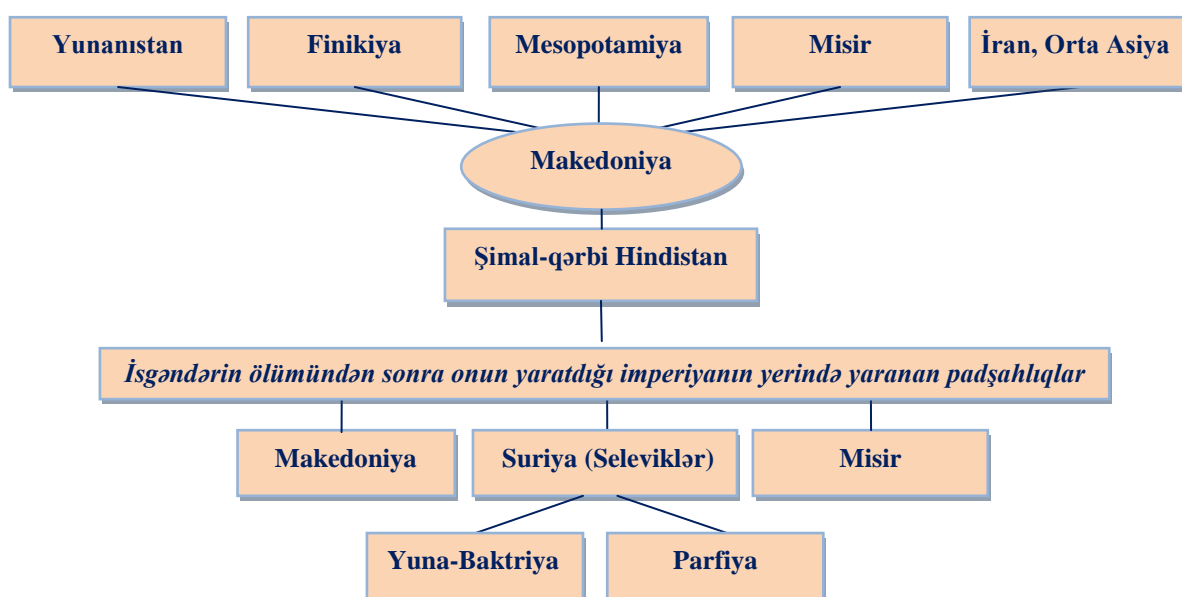 Yunanıstan
Finikiya
Mesopotamiya
Misir
İran, Orta Asiya
Makedoniya
Şimal-qərbi Hindistan
İsgəndərin ölümündən sonra onun yaratdığı imperiyanın yerində yaranan padşahlıqlar
Makedoniya
Suriya (Seleviklər)
Misir
Yuna-Baktriya
Parfiya